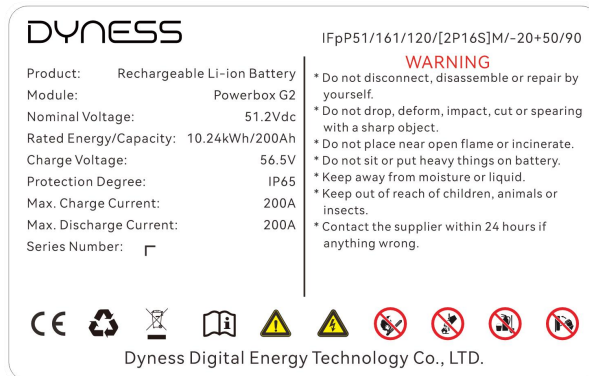 DYNESS
IFpP51/161/120/[2P16S]M/-20+50/90
Product: Rechargeable Li-ion Battery
Module: Powerbox G2
Nominal Voltage: 51.2Vdc
Rated Energy/Capacity: 10.24kWh/200Ah
Charge Voltage: 56.5V
Protection Degree: IP65
Max. Charge Current: 200A
Max. Discharge Current: 200A
Series Number:
WARNING
* Do not disconnect, disassemble or repair by
yourself.
* Do not drop, deform, impact, cut or spearing
with a sharp object.
* Do not place near open flame or incinerate.
* Do not sit or put heavy things on battery.
* Keep away from moisture or liquid.
* Keep out of reach of children, animals or
insects.
* Contact the supplier within 24 hours if
anything wrong.
CE
Dyness Digital Energy Technology Co., LTD.